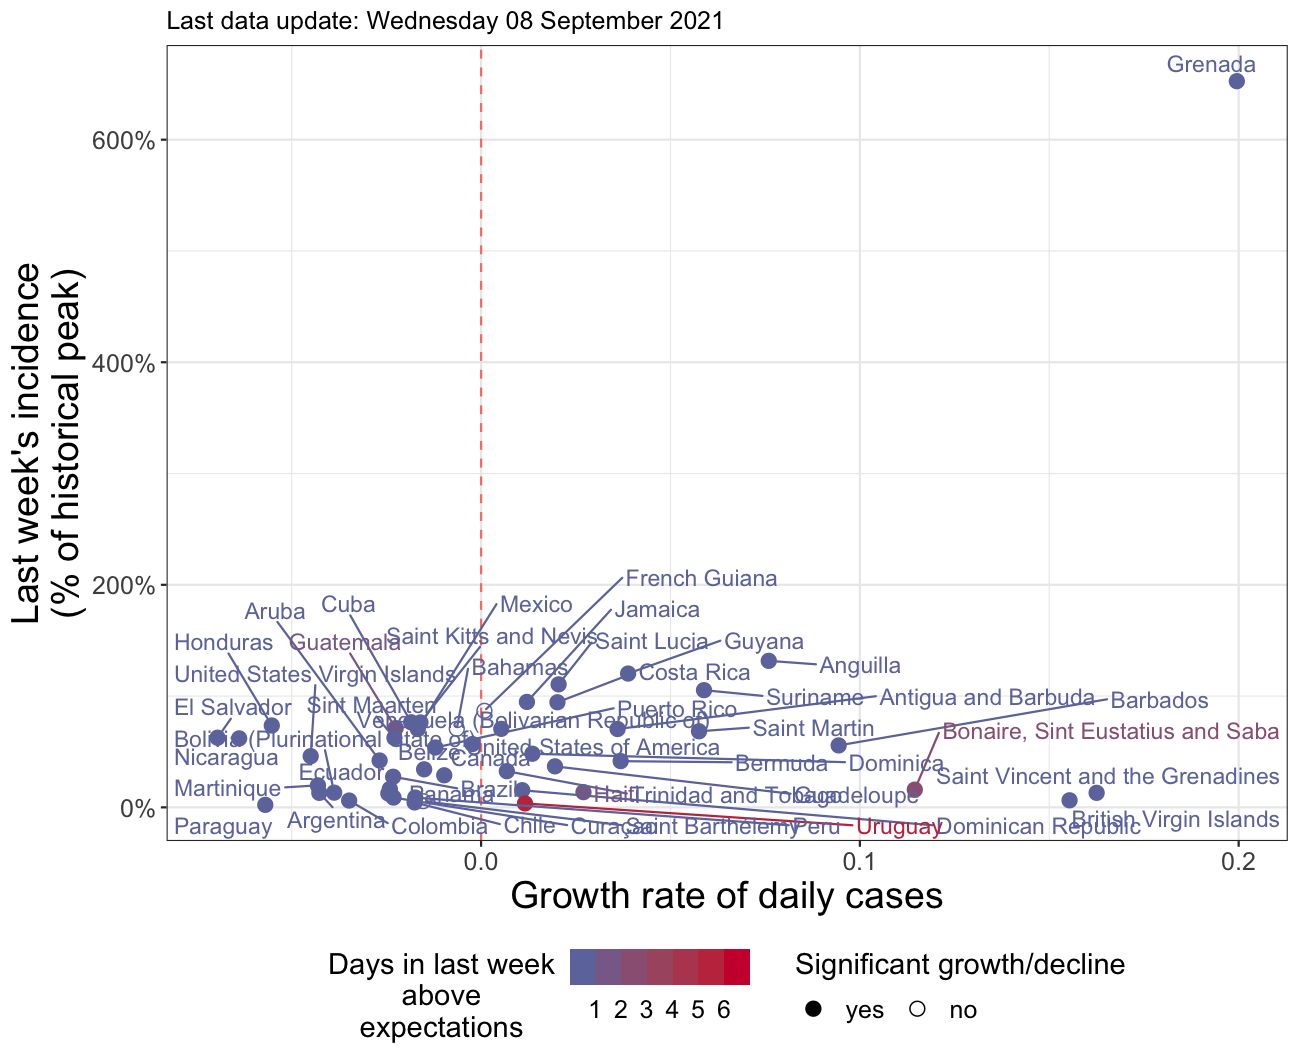 Last data update: Wednesday 08 September 2021
Last week's incidence
(% of historical peak)
600%
400%
200%
0%
Grenada
French Guiana
Aruba
Cuba
Mexico
Jamaica
Honduras
Guatemala
Saint Kitts and Nevis
Saint Lucia
Guyana
Anguilla
United States Virgin Islands
Bahamas
Costa Rica
Suriname
Antigua and Barbuda
Barbados
El Salvador
Sint Maarten
Puerto Rico
Venezuela (Bolivarian Republic of)
Saint Martin
Bonaire, Sint Eustatius and Saba
Bolivia (Plurinational State of)
Belize
United States of America
Nicaragua
Canada
Bermuda
Dominica
Ecuador
Saint Vincent and the Grenadines
Martinique
Panama
Brazil
Haiti
Trinidad and Tobago
Guadeloupe
Paraguay
Argentina
Colombia
Chile
Curaçao
Saint Barthelemy
Peru
Uruguay
Dominican Republic
British Virgin Islands
0.0
0.1
0.2
Growth rate of daily cases
Days in last week
above
expectations
1 2 3 4 5 6
Significant growth/decline
yes
no